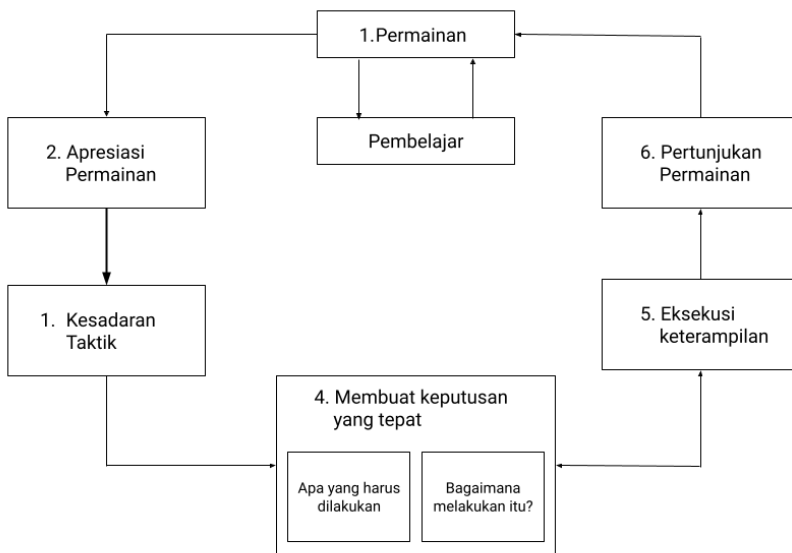 1.Permainan
Pembelajar
2. Apresiasi
Permainan
6. Pertunjukan
Permainan
1. Kesadaran
Taktik
5. Eksekusi
keterampilan
4. Membuat keputusan
yang tepat
Apa yang harus
dilakukan
Bagaimana
melakukan itu?